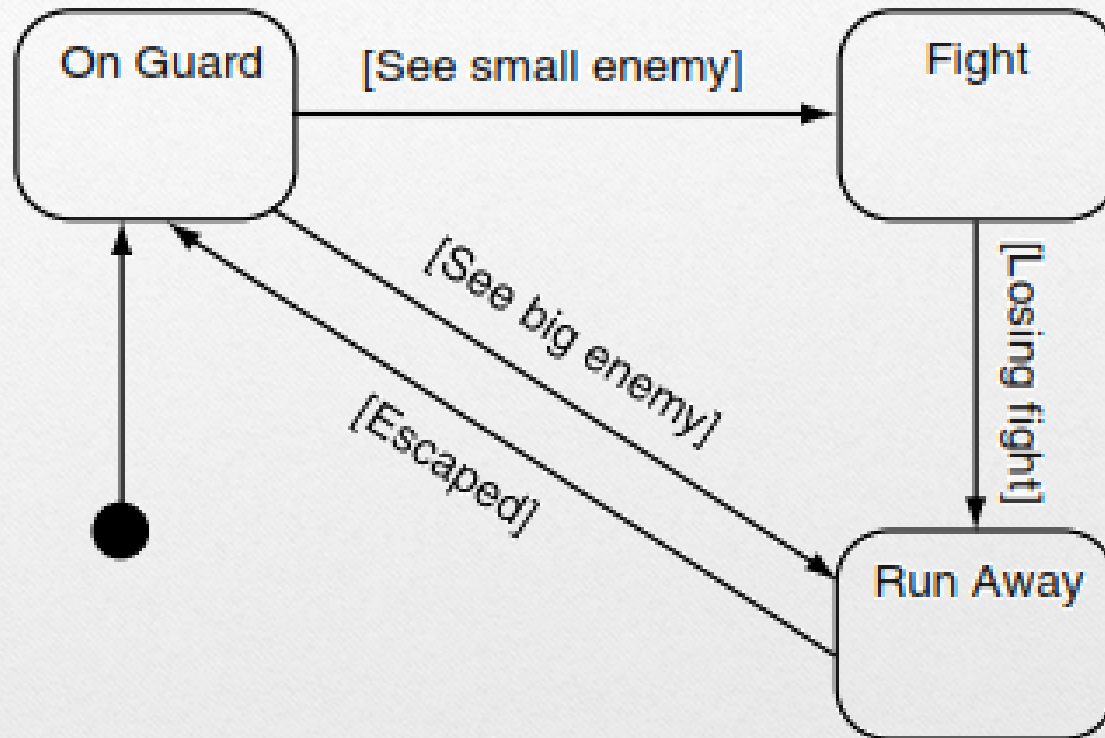 On Guard
[See small enemy]
Fight
[See big enemy]
[Losing fight]
[Escaped]
Run Away